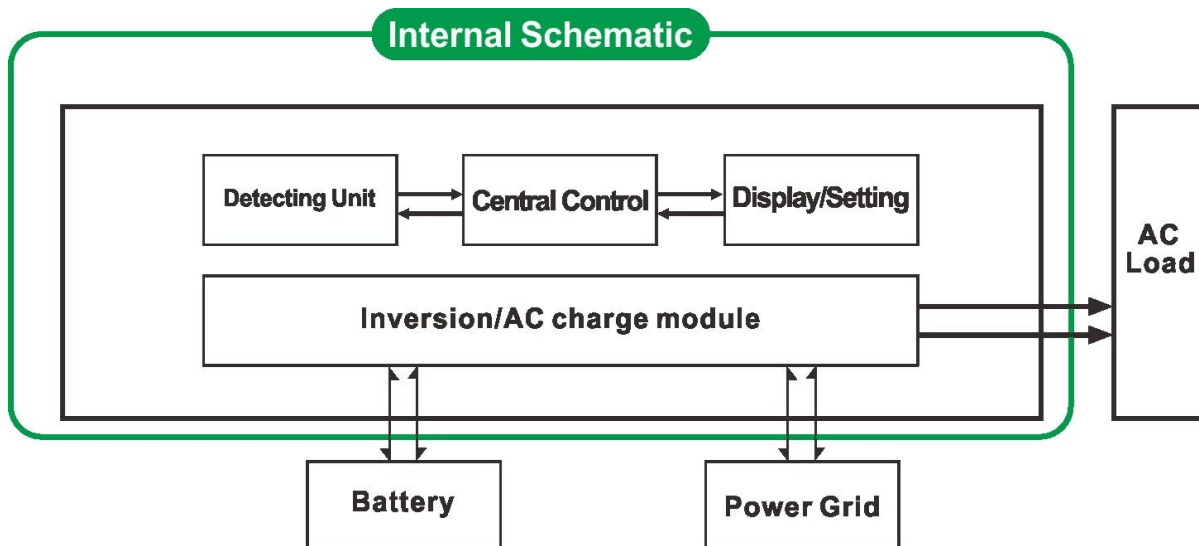 Internal Schematic
Detecting Unit
Central Control
Display/Setting
AC
Load
Inversion/AC charge module
Battery
Power Grid